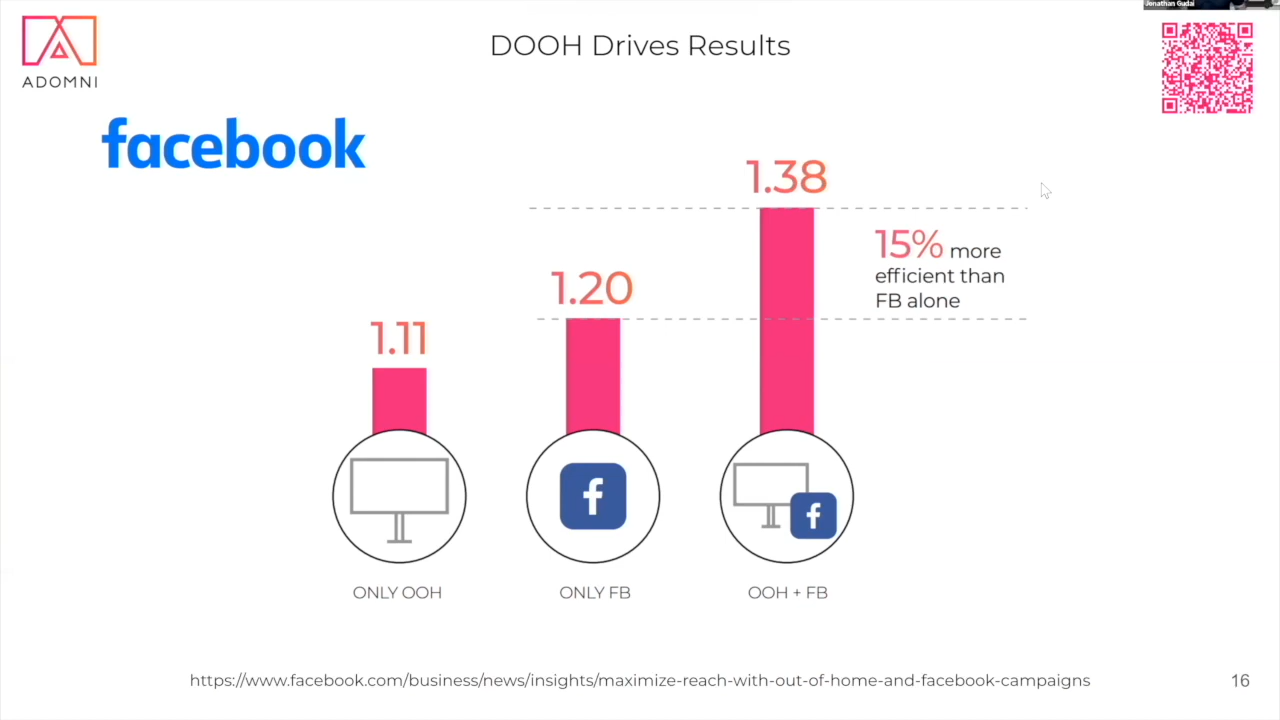 Jonathan Gudai
ADOMNI
DOOH Drives Results
facebook
1.11
1.20
1.38
15% more
efficient than
FB alone
f
f
ONLY OOH
ONLY FB
OOH + FB
https://www.facebook.com/business/news/insights/maximize-reach-with-out-of-home-and-facebook-campaigns
16